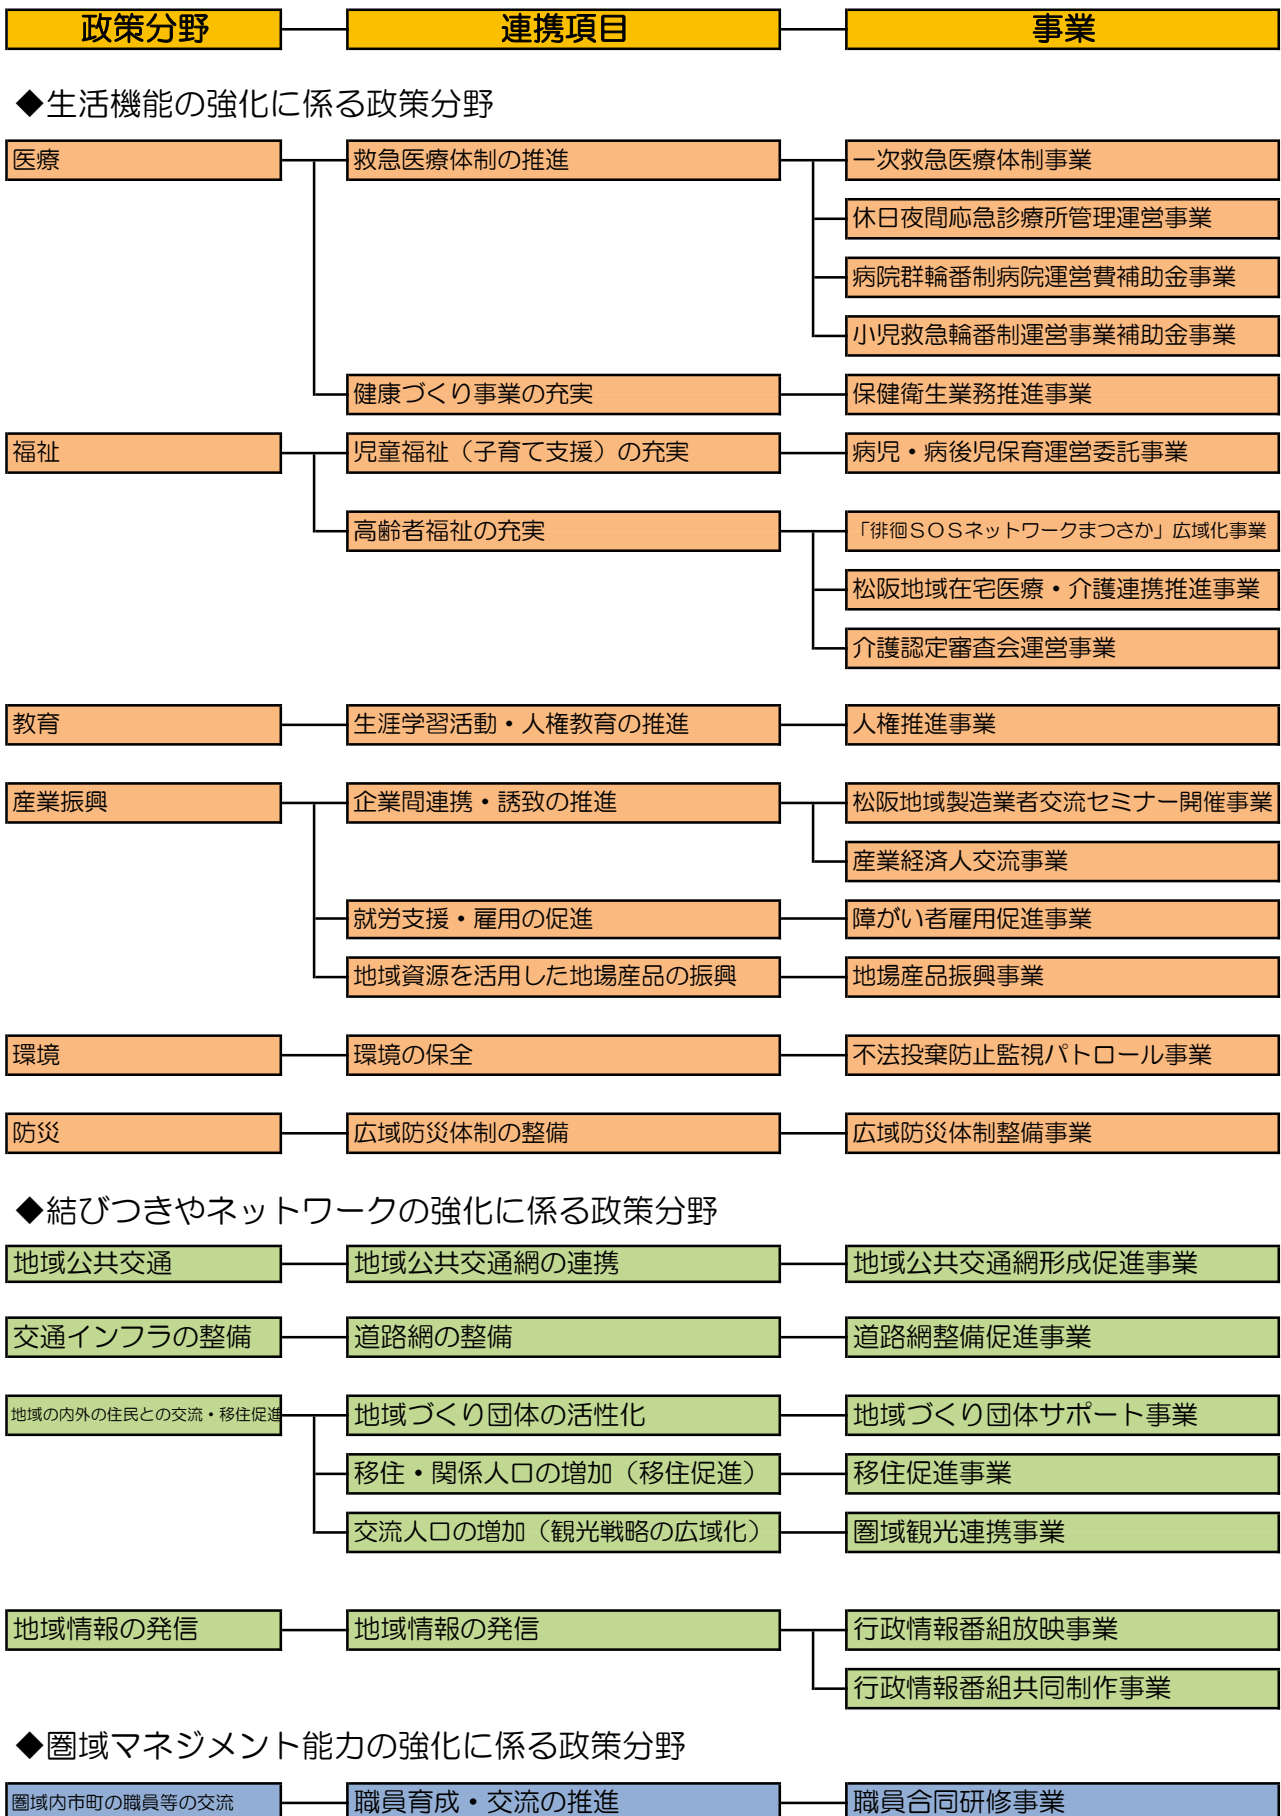 政策分野 連携項目 事業
◆生活機能の強化に係る政策分野
医療 救急医療体制の推進 一次救急医療体制事業
休日夜間応急診療所管理運営事業
病院群輪番制病院運営費補助金事業
小児救急輪番制運営事業補助金事業
健康づくり事業の充実 保健衛生業務推進事業
福祉 児童福祉（子育て支援）の充実 病児・病後児保育運営委託事業
高齢者福祉の充実 「徘徊ＳＯＳネットワークまつさか」広域化事業
松阪地域在宅医療・介護連携推進事業
介護認定審査会運営事業
教育 生涯学習活動・人権教育の推進 人権推進事業
産業振興 企業間連携・誘致の推進 松阪地域製造業者交流セミナー開催事業
産業経済人交流事業
就労支援・雇用の促進 障がい者雇用促進事業
地域資源を活用した地場産品の振興 地場産品振興事業
環境 環境の保全 不法投棄防止監視パトロール事業
防災 広域防災体制の整備 広域防災体制整備事業
◆結びつきやネットワークの強化に係る政策分野
地域公共交通 地域公共交通網の連携 地域公共交通網形成促進事業
交通インフラの整備 道路網の整備 道路網整備促進事業
地域の内外の住民との交流・移住促進 地域づくり団体の活性化 地域づくり団体サポート事業
移住・関係人口の増加（移住促進） 移住促進事業
交流人口の増加（観光戦略の広域化） 圏域観光連携事業
地域情報の発信 地域情報の発信 行政情報番組放映事業
行政情報番組共同制作事業
◆圏域マネジメント能力の強化に係る政策分野
圏域内市町の職員等の交流 職員育成・交流の推進 職員合同研修事業